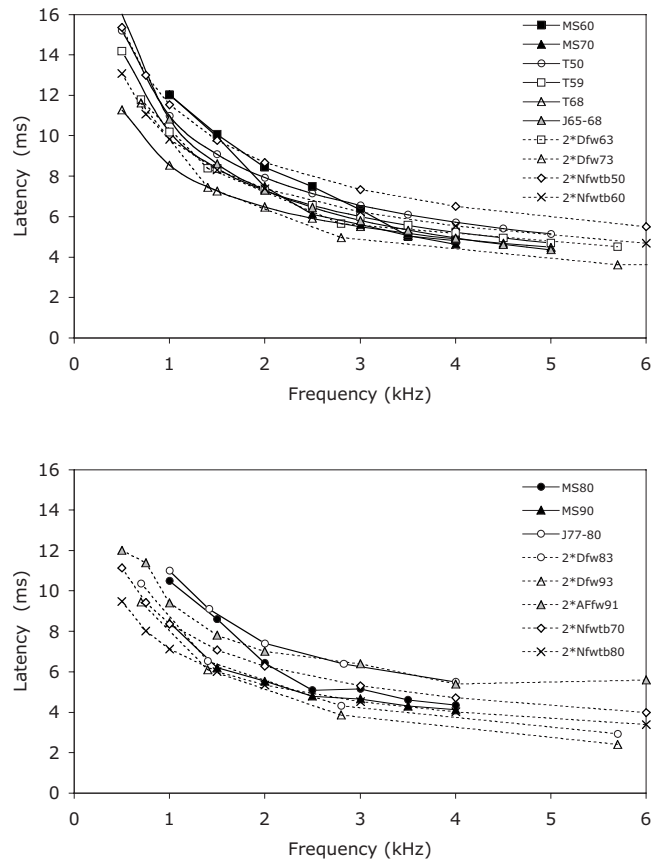 16
14
12
10
8
6
4
2
0
Latency (ms)
0 1 2 3 4 5 6
Frequency (kHz)
MS60
MS70
T50
T59
T68
J65-68
2*Dfw63
2*Dfw73
2*Nfwtb50
2*Nfwtb60
16
14
12
10
8
6
4
2
0
Latency (ms)
0 1 2 3 4 5 6
Frequency (kHz)
MS80
MS90
J77-80
2*Dfw83
2*Dfw93
2*AFfw91
2*Nfwtb70
2*Nfwtb80